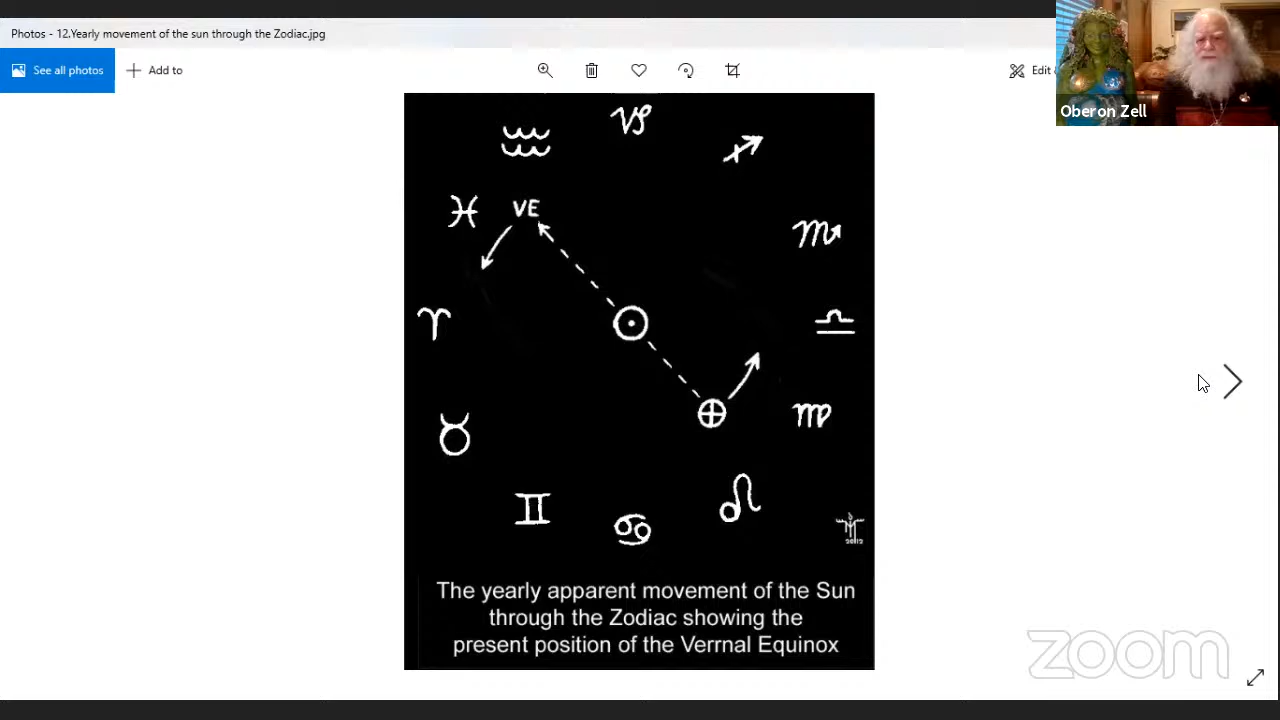 Photos - 12.Yearly movement of the sun through the Zodiac.jpg
See all photos
Add to
Edit &
Oberon Zell
VE
The yearly apparent movement of the Sun
through the Zodiac showing the
present position of the Verrnal Equinox
zoom